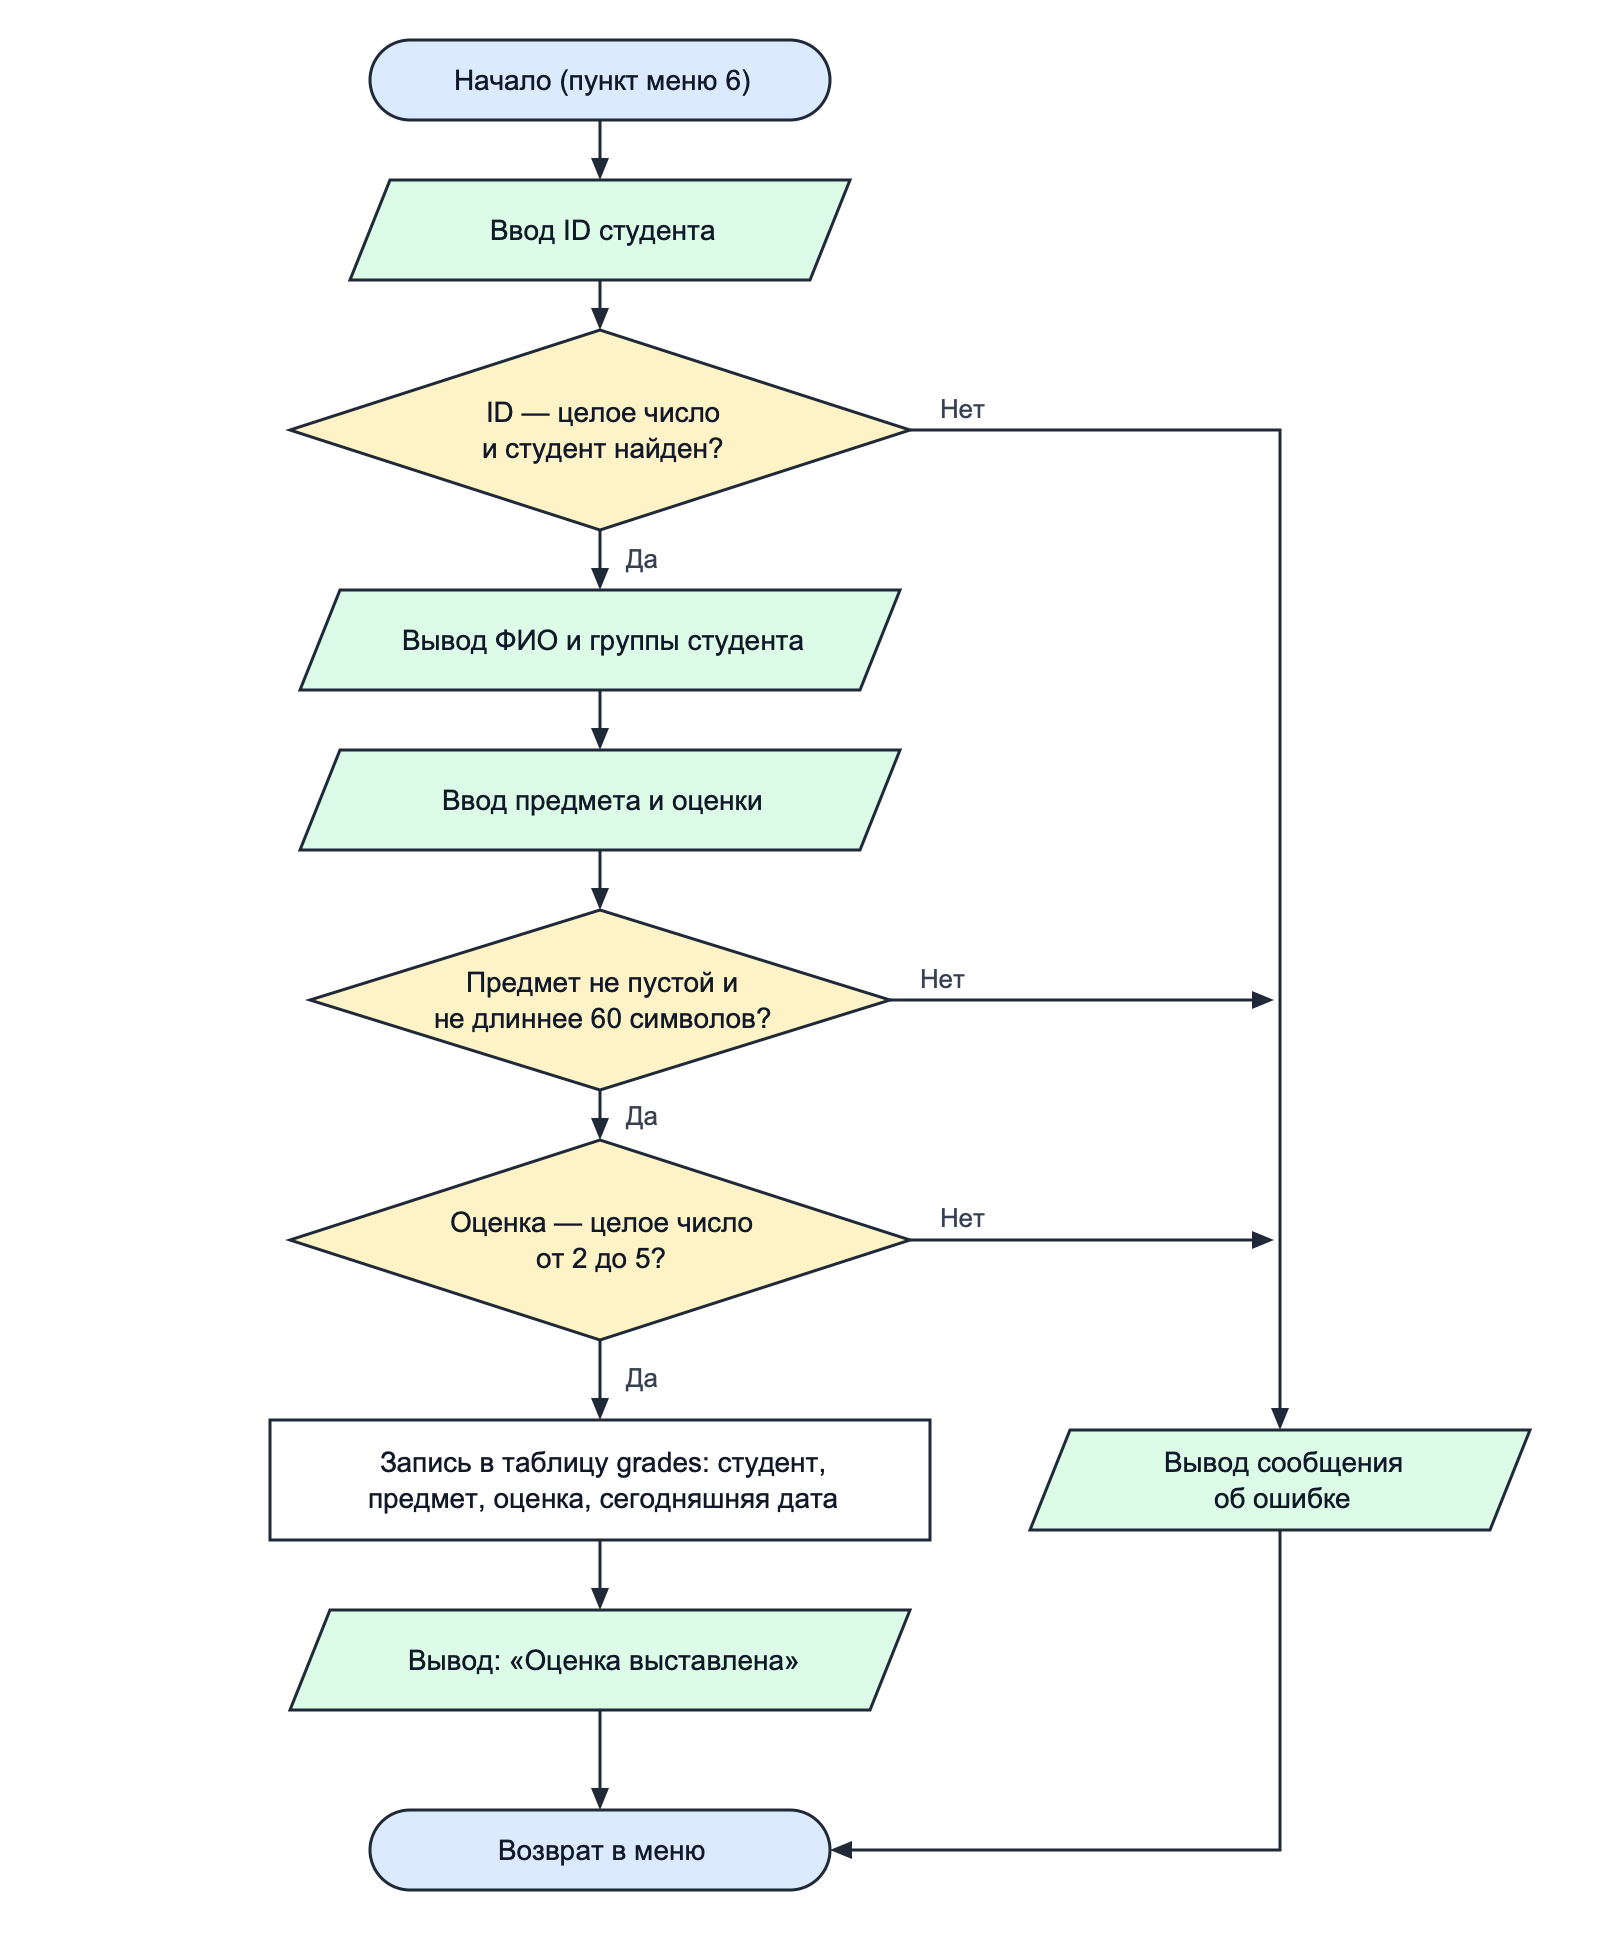 Начало (пункт меню 6)
Ввод ID студента
ID — целое число
и студент найден?
Нет
Да
Вывод ФИО и группы студента
Ввод предмета и оценки
Предмет не пустой и
не длиннее 60 символов?
Нет
Да
Оценка — целое число
от 2 до 5?
Нет
Да
Запись в таблицу grades: студент,
предмет, оценка, сегодняшняя дата
Вывод сообщения
об ошибке
Вывод: «Оценка выставлена»
Возврат в меню